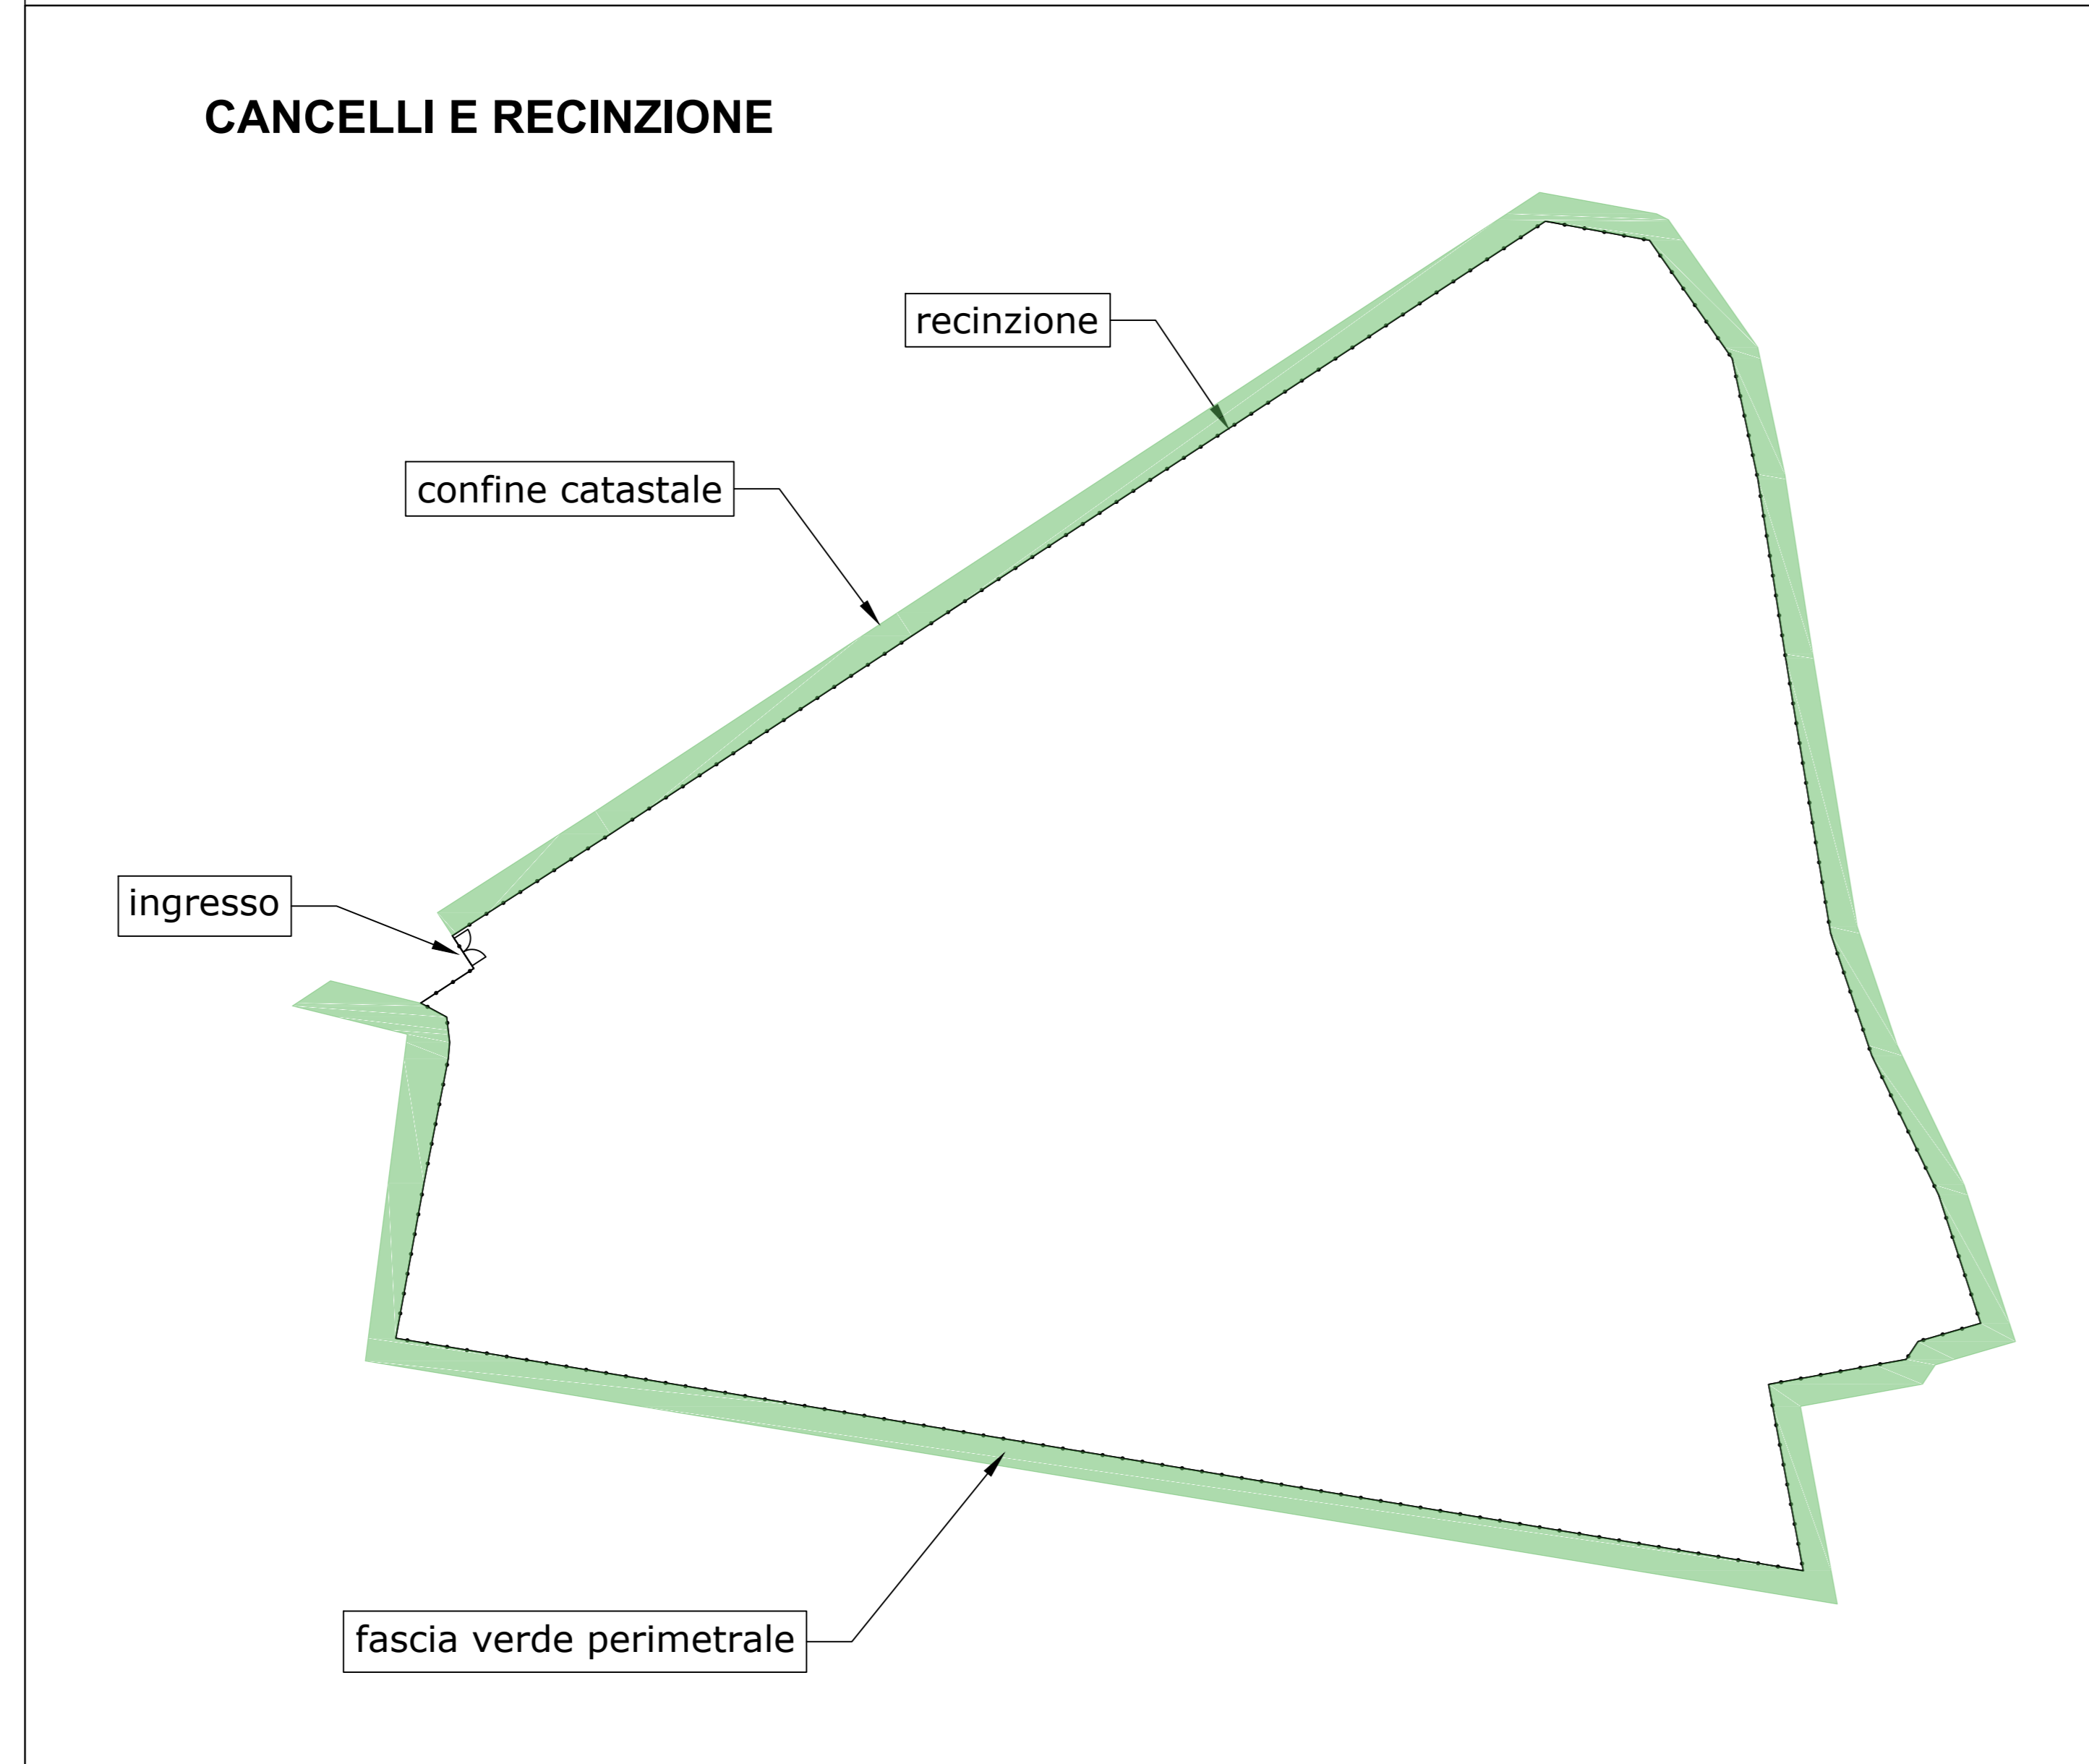 CANCELLI E RECINZIONE
recinzione
confine catastale
ingresso
fascia verde perimetrale